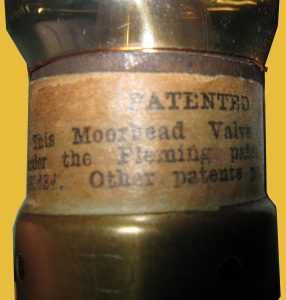 PATENTED
This Moorhead Valve
under the Fleming
Other patents